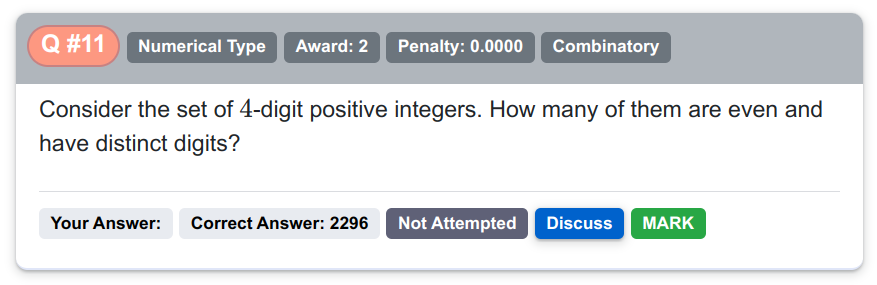 Q #11 Numerical Type Award: 2 Penalty: 0.0000 Combinatory
Consider the set of 4-digit positive integers. How many of them are even and
have distinct digits?
Your Answer: Correct Answer: 2296 Not Attempted Discuss MARK